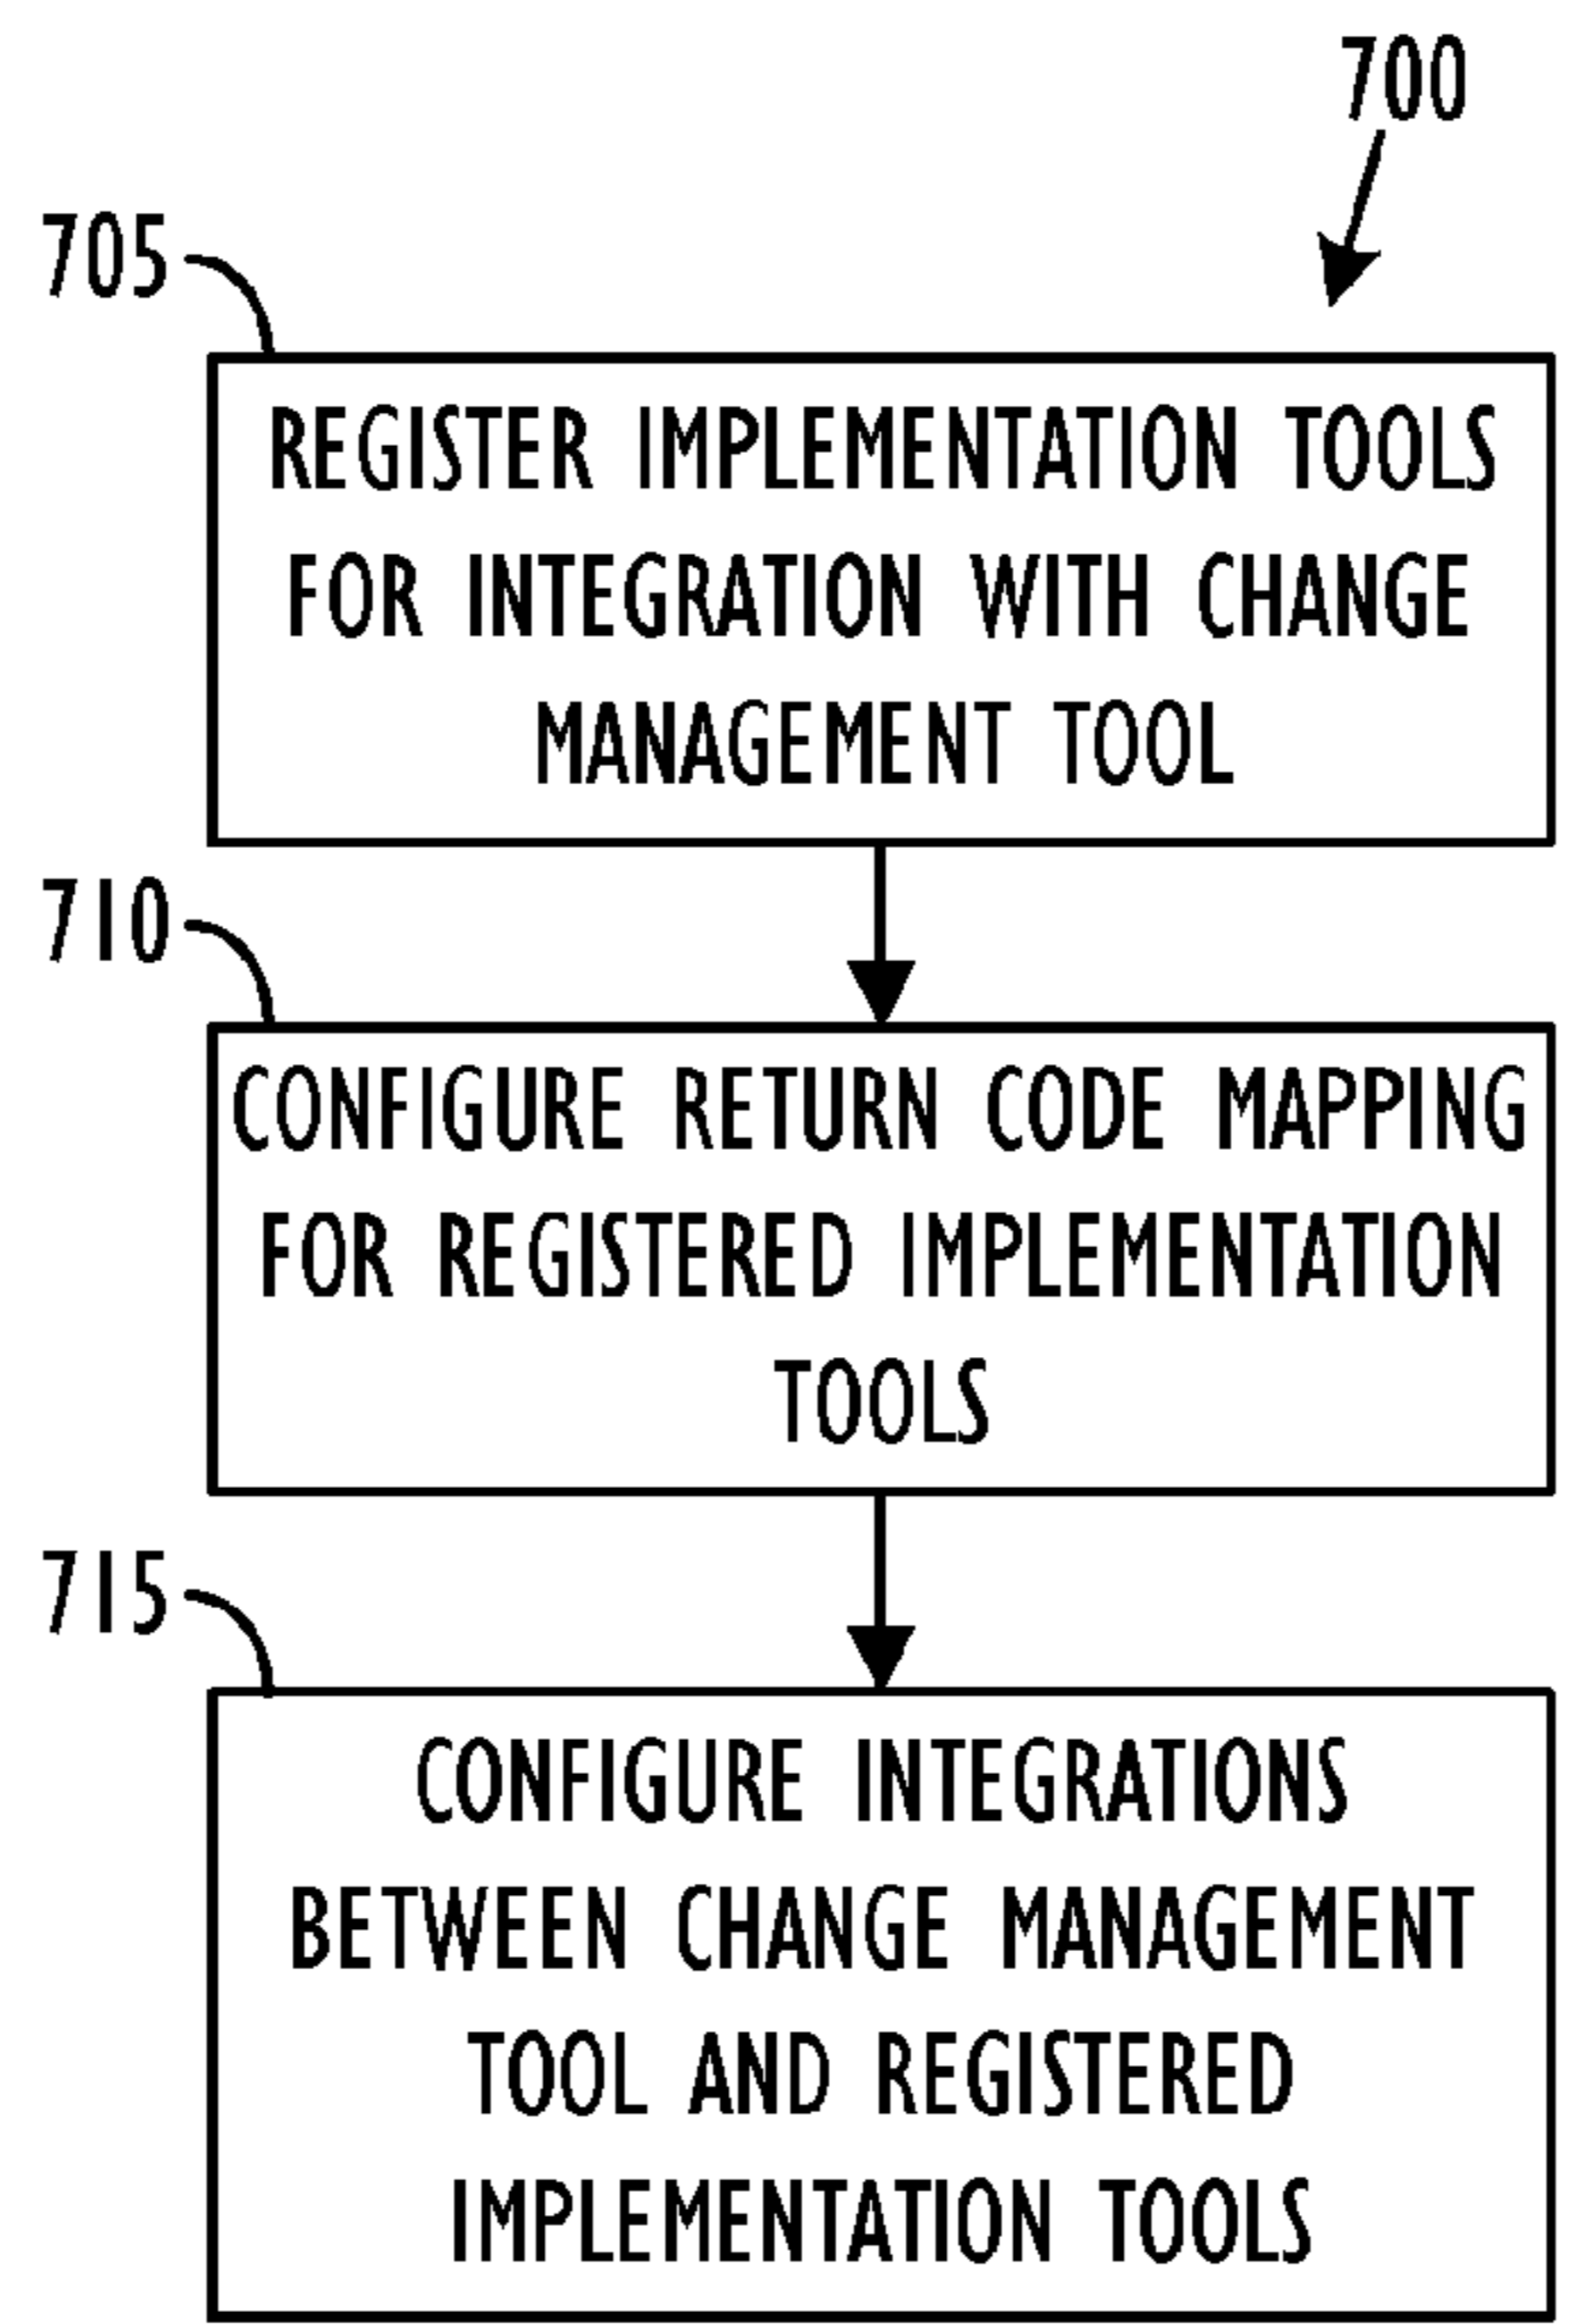 700
705
REGISTER IMPLEMENTATION TOOLS
FOR INTEGRATION WITH CHANGE
MANAGEMENT TOOL
710
CONFIGURE RETURN CODE MAPPING
FOR REGISTERED IMPLEMENTATION
TOOLS
715
CONFIGURE INTEGRATIONS
BETWEEN CHANGE MANAGEMENT
TOOL AND REGISTERED
IMPLEMENTATION TOOLS